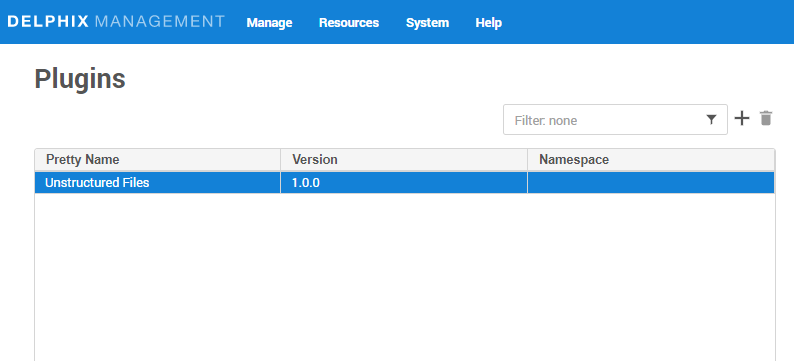 DELPHIX MANAGEMENT Manage Resources System Help
Plugins
Filter: none
Pretty Name Version Namespace
Unstructured Files 1.0.0